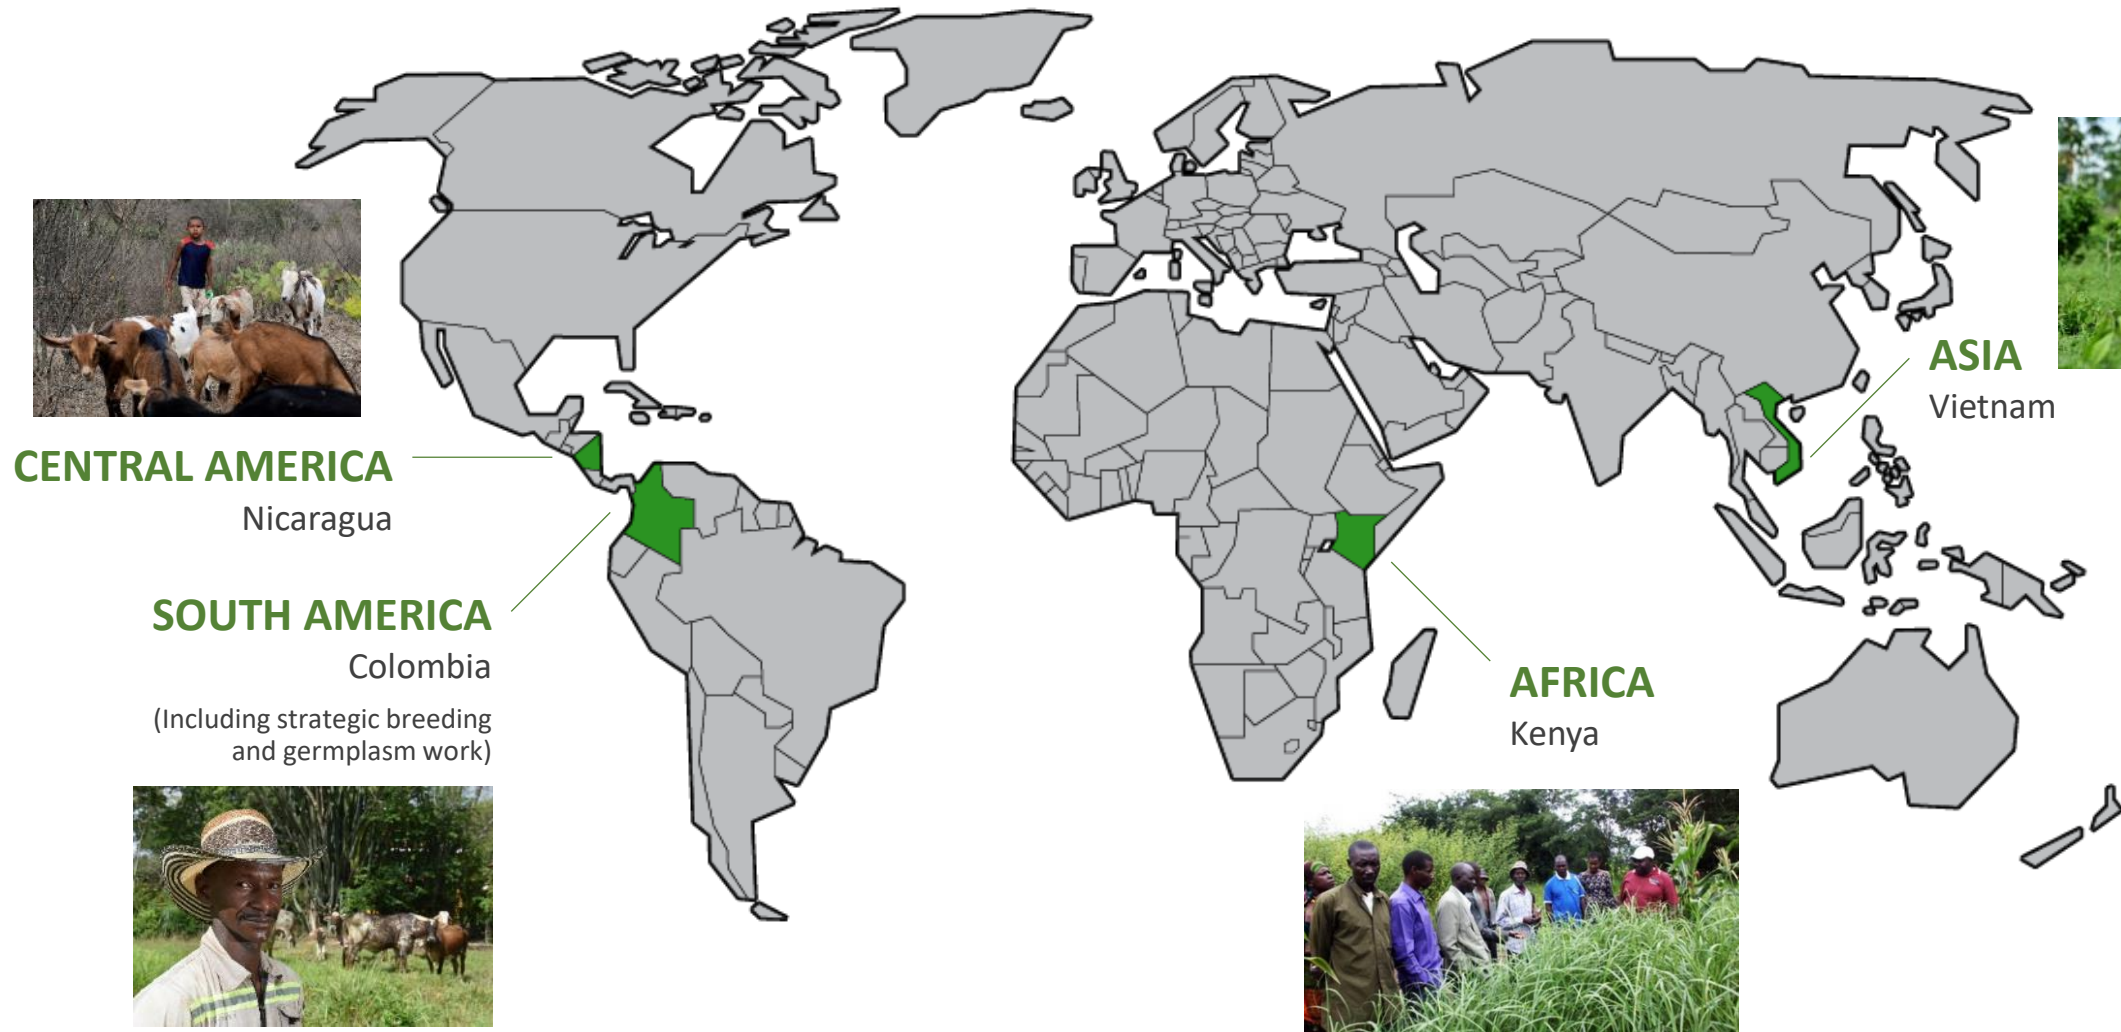 CENTRAL AMERICA
Nicaragua
SOUTH AMERICA
Colombia
(Including strategic breeding
and germplasm work)
ASIA
Vietnam
AFRICA
Kenya